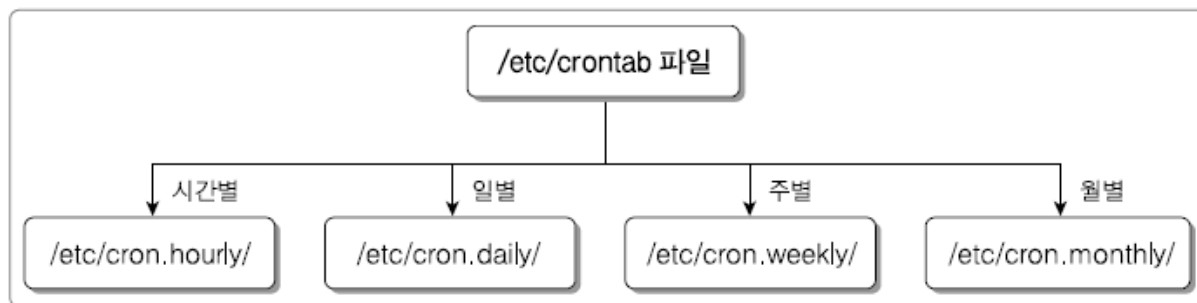 /etc/crontab 파일
시간별
일별
주별
월별
/etc/cron.hourly/
/etc/cron.daily/
/etc/cron.weekly/
/etc/cron.monthly/